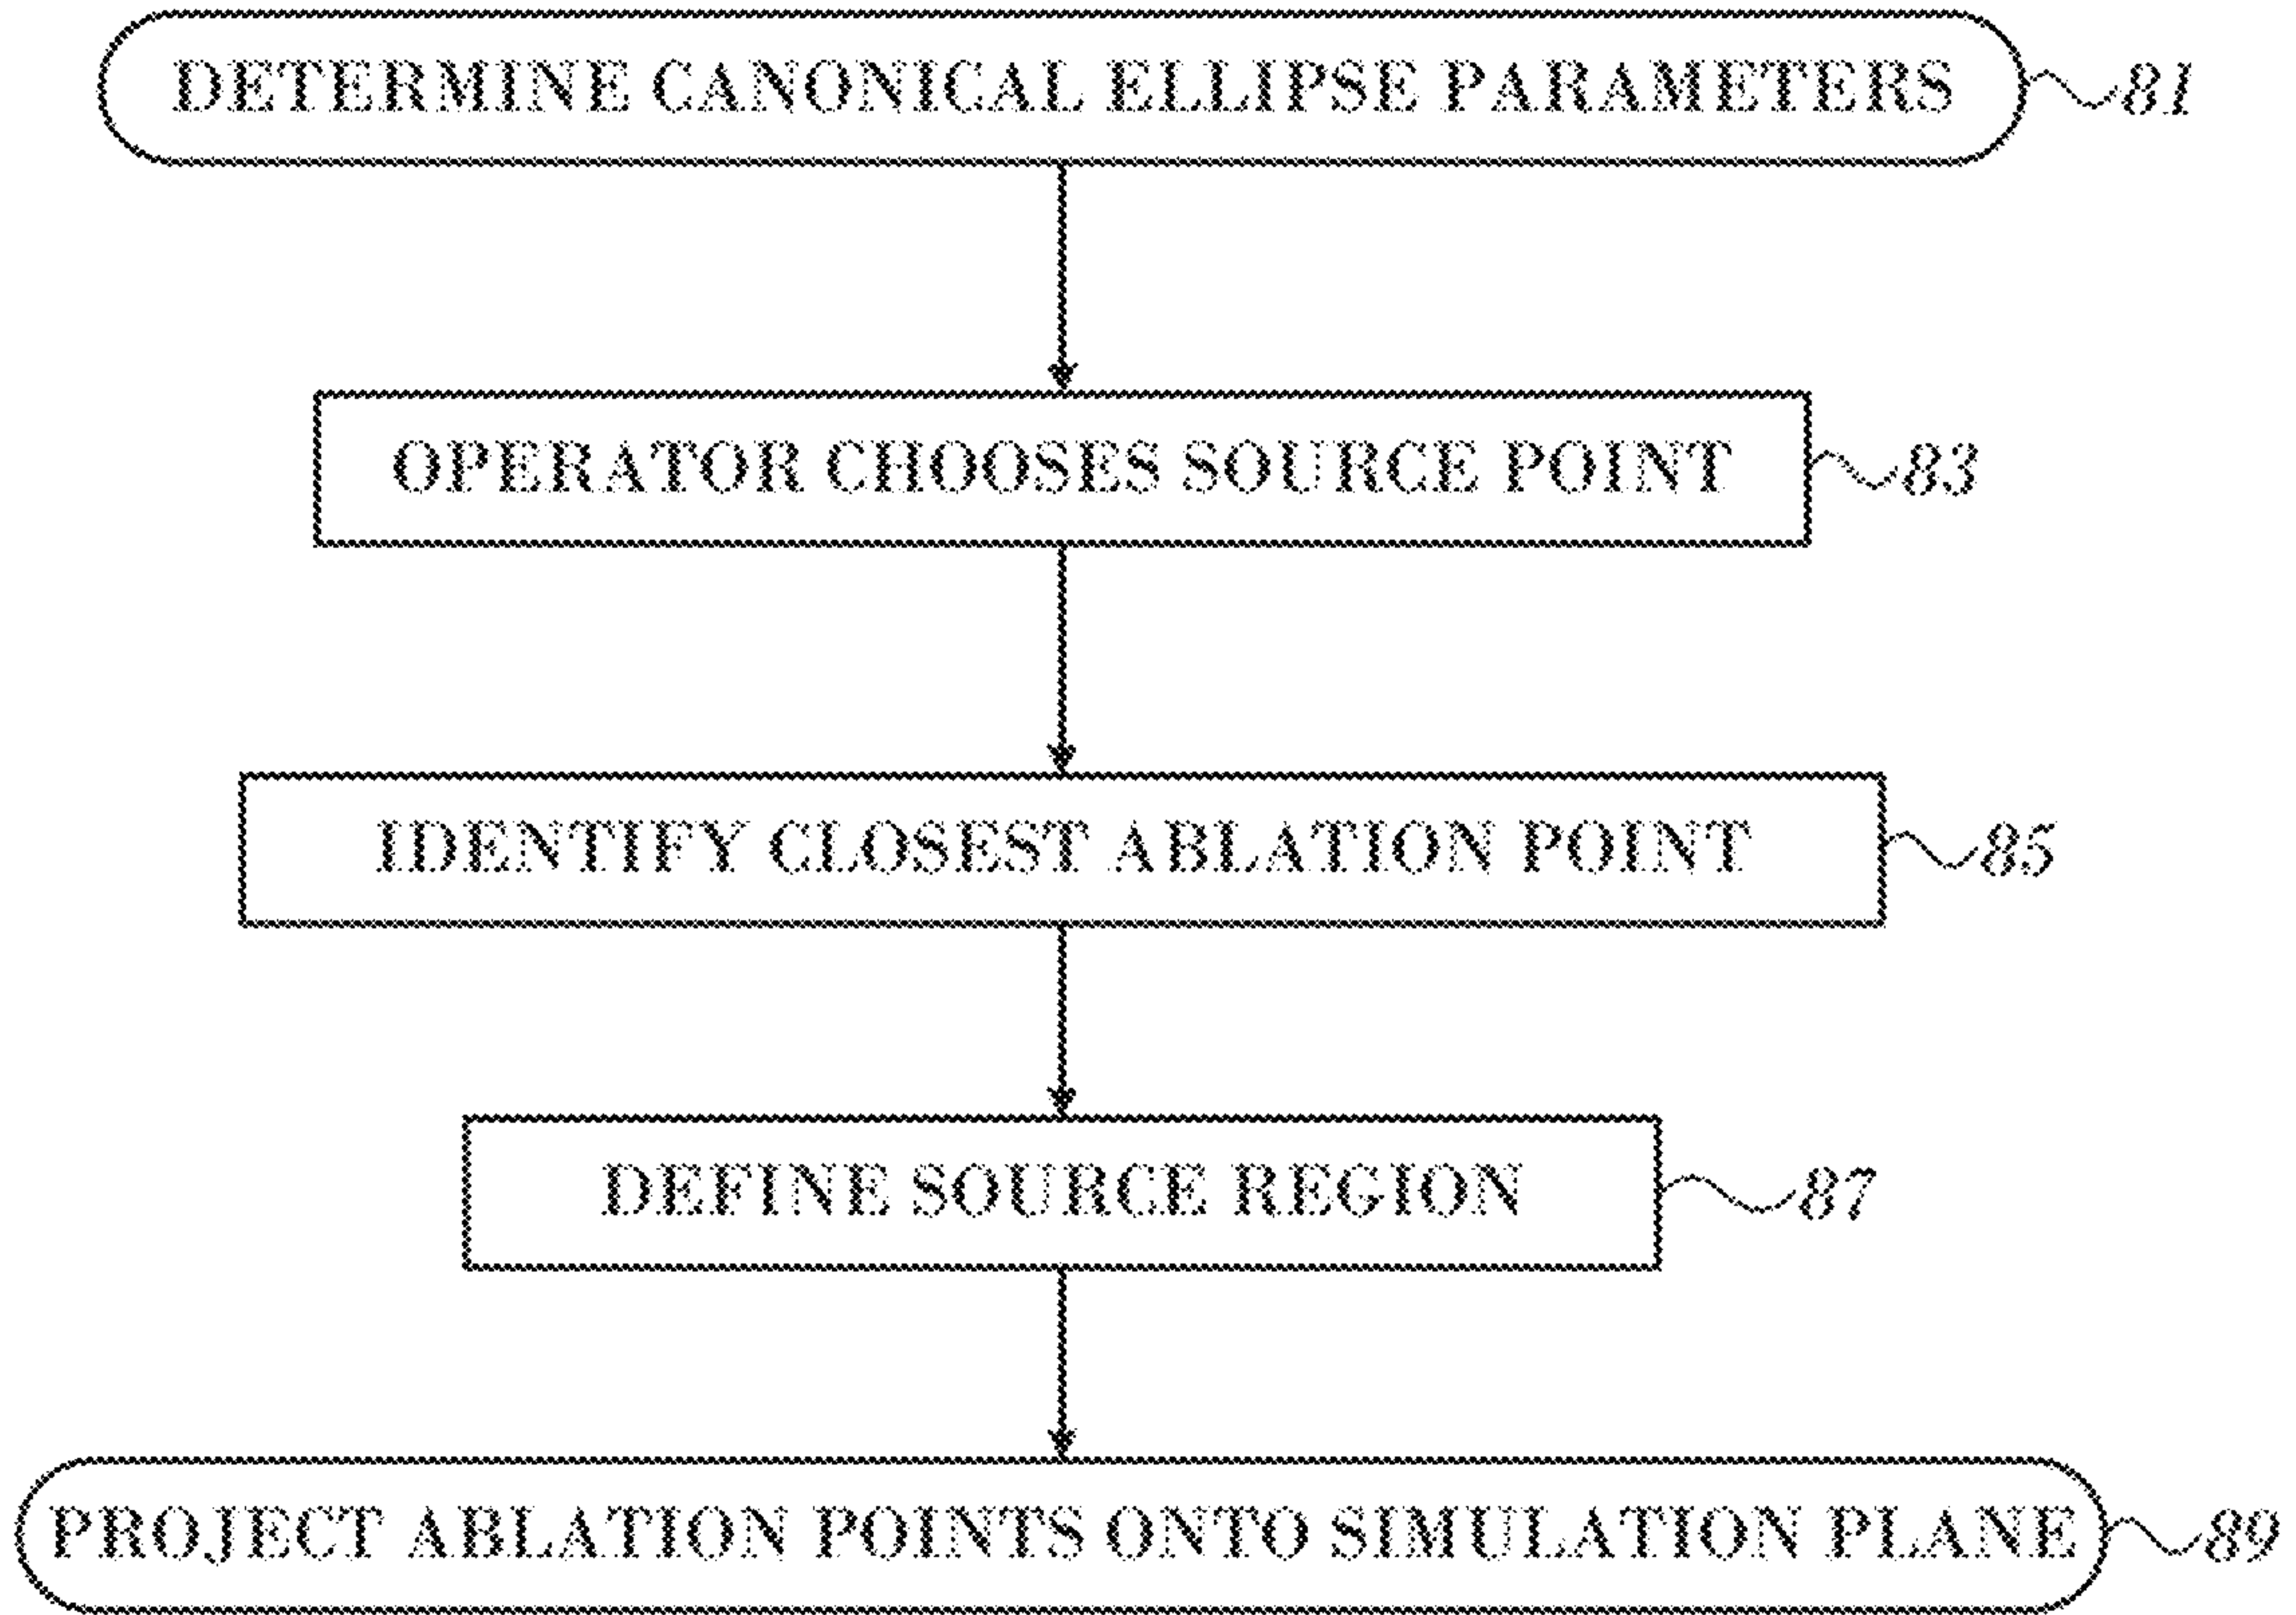 DETERMINE CANONICAL ELLIPSE PARAMETERS 81
OPERATOR CHOOSES SOURCE POINT 83
IDENTIFY CLOSEST ABLATION POINT 85
DEFINE SOURCE REGION 87
PROJECT ABLATION POINTS ONTO SIMULATION PLANE 89